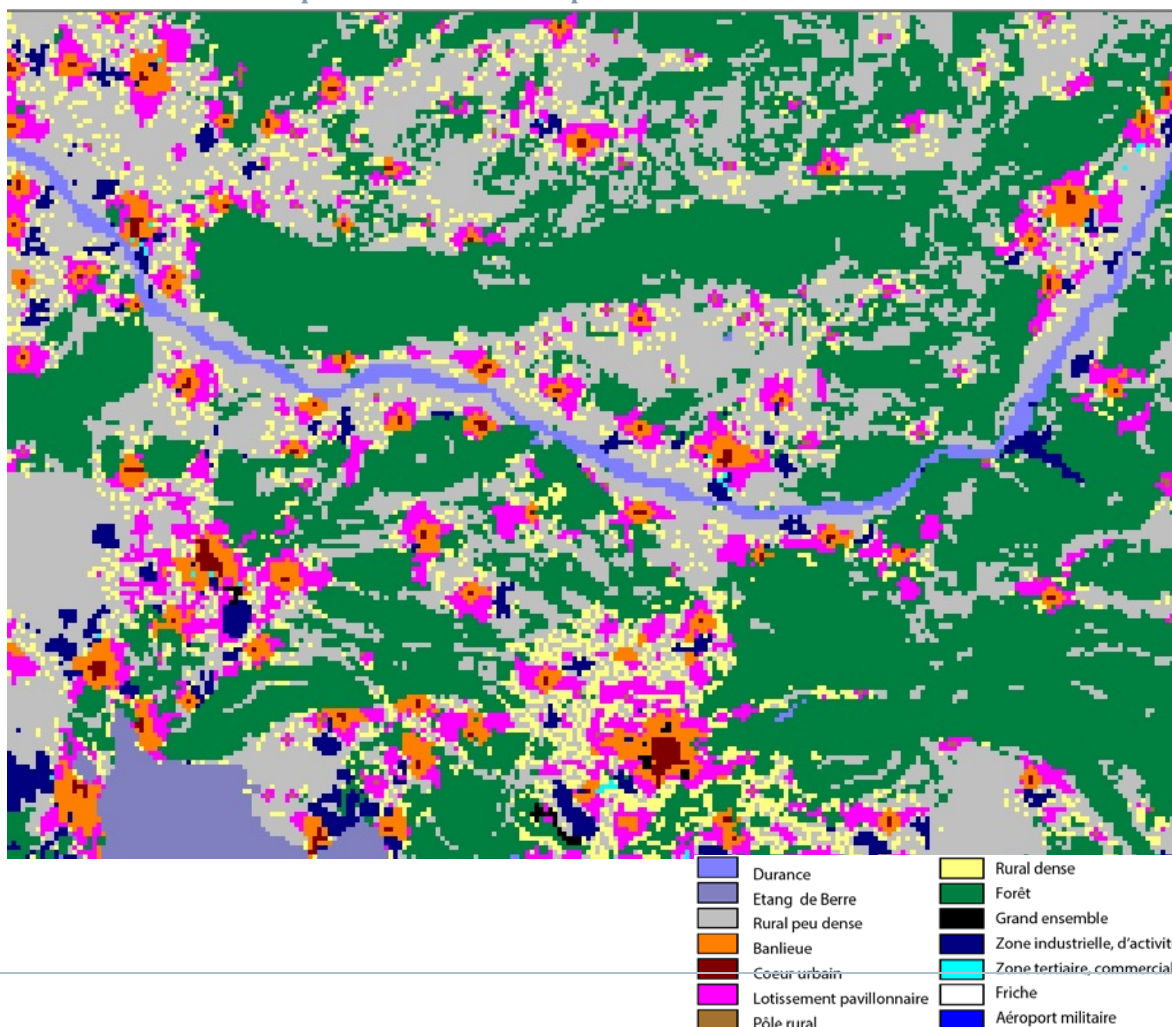 Durance
Etang de Berre
Rural peu dense
Banlieue
Coeur urbain
Lotissement pavillonnaire
Pôle rural
Rural dense
Forêt
Grand ensemble
Zone industrielle, d'activit
Zone tertiaire, commercial
Friche
Aéroport militaire